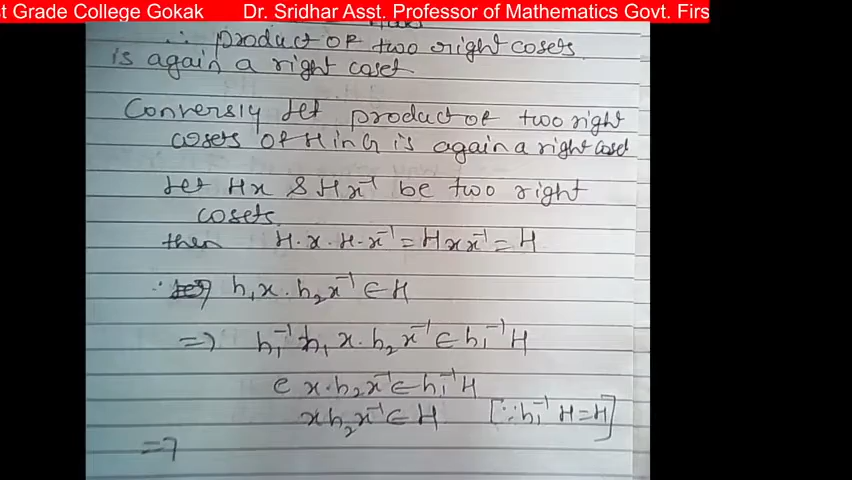 st Grade College Gokak Dr. Sridhar Asst. Professor of Mathematics Govt. Firs
∴ product of two right cosets
is again a right coset
Conversly let product of two right
cosets of H in G is again a right coset
let Hx & Hx⁻¹ be two right
cosets.
then H·x·H·x⁻¹ = Hxx⁻¹ = H
h₁x·h₂x⁻¹ ∈ H
=> h₁⁻¹h₁x·h₂x⁻¹ ∈ h₁⁻¹H
e x·h₂x⁻¹ ∈ h₁⁻¹H
xh₂x⁻¹ ∈ H [∵ h₁⁻¹H = H]
=>